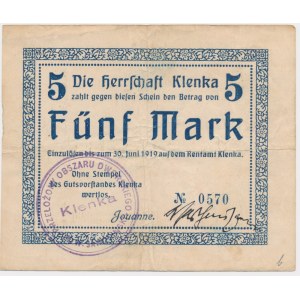 5 Die Herrschaft Klenka 5
zahlt gegen diesen Schein den Betrag von
Fünf Mark
Einzulösen bis zum 30. Juni 1919 auf dem Rentamt Klenka.
Ohne Stempel
des Gutsvorstandes Klenka
wertlos.
№ 0570
Jouanne.
OBSZARU
Klenka